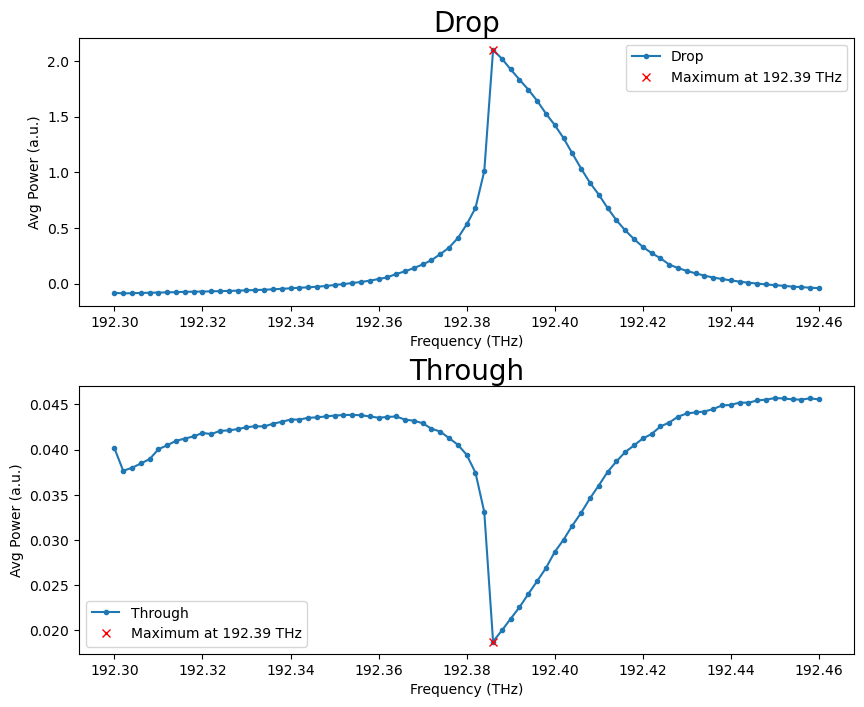 Drop
2.0
1.5
1.0
0.5
0.0
Avg Power (a.u.)
Drop
Maximum at 192.39 THz
192.30 192.32 192.34 192.36 192.38 192.40 192.42 192.44 192.46
Frequency (THz)
Through
0.045
0.040
0.035
0.030
0.025
0.020
Avg Power (a.u.)
Through
Maximum at 192.39 THz
192.30 192.32 192.34 192.36 192.38 192.40 192.42 192.44 192.46
Frequency (THz)